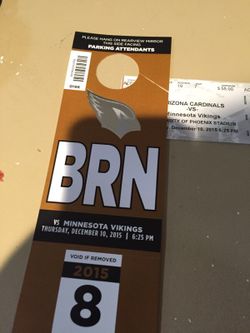 PLEASE HANG ON REARVIEW MIRROR
THIS SIDE FACING
PARKING ATTENDANTS
BRN
VS MINNESOTA VIKINGS
THURSDAY, DECEMBER 10, 2015 | 6:25 PM
VOID IF REMOVED
2015
8
IZONA CARDINALS
-VS-
Minnesota Vikings
ITY OF PHOENIX STADIUM
y, December 10, 2015 6:25 PM